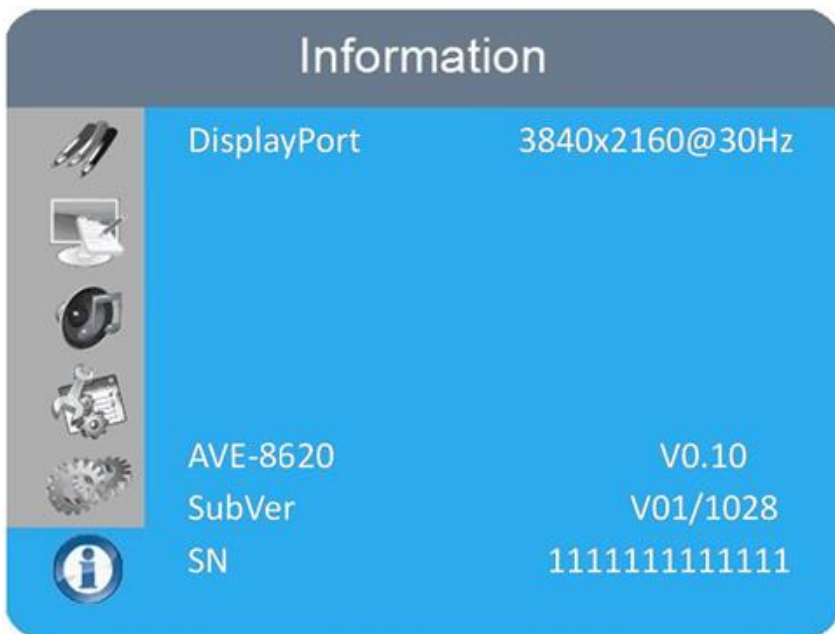 Information
DisplayPort 3840x2160@30Hz
AVE-8620 V0.10
SubVer V01/1028
SN 1111111111111